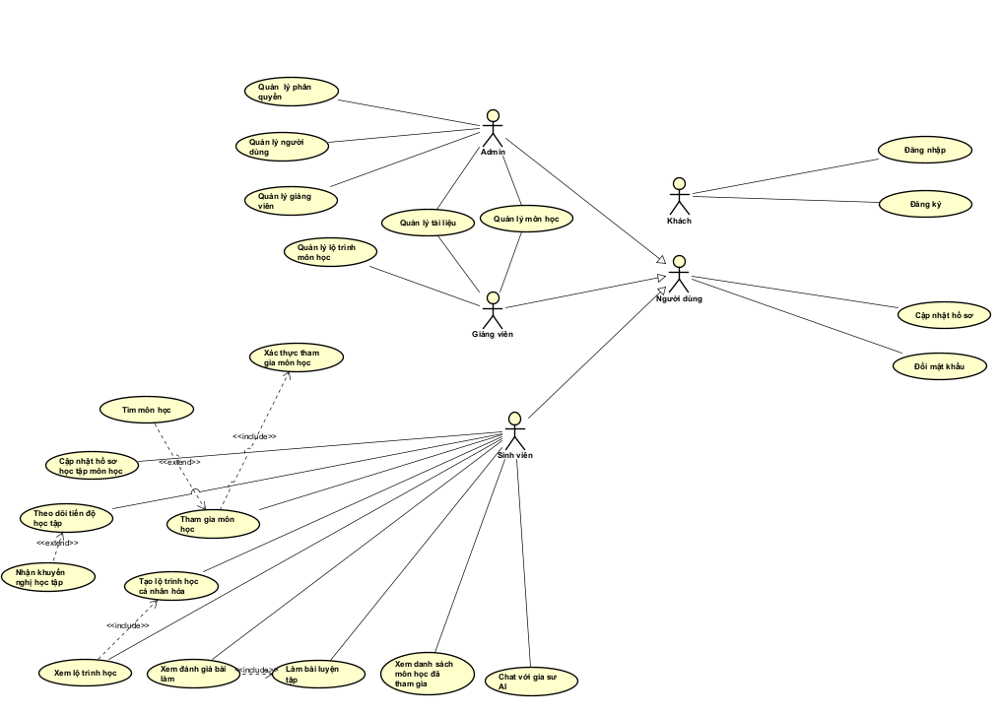 Quản lý phân
quyền
Quản lý người
dùng
Admin
Đăng nhập
Quản lý giảng
viên
Đăng ký
Khách
Quản lý tài liệu
Quản lý môn học
Quản lý lộ trình
môn học
Người dùng
Cập nhật hồ sơ
Giảng viên
Xác thực tham
gia môn học
Đổi mật khẩu
Tìm môn học
<<include>>
Sinh viên
Cập nhật hồ sơ
học tập môn học
<<extend>>
Theo dõi tiến độ
học tập
Tham gia môn
học
<<extend>>
Nhận khuyến
nghị học tập
Tạo lộ trình học
cá nhân hóa
<<include>>
Xem lộ trình học
Xem đánh giá bài
làm
<<include>>
Làm bài luyện
tập
Xem danh sách
môn học đã
tham gia
Chat với gia sư
AI